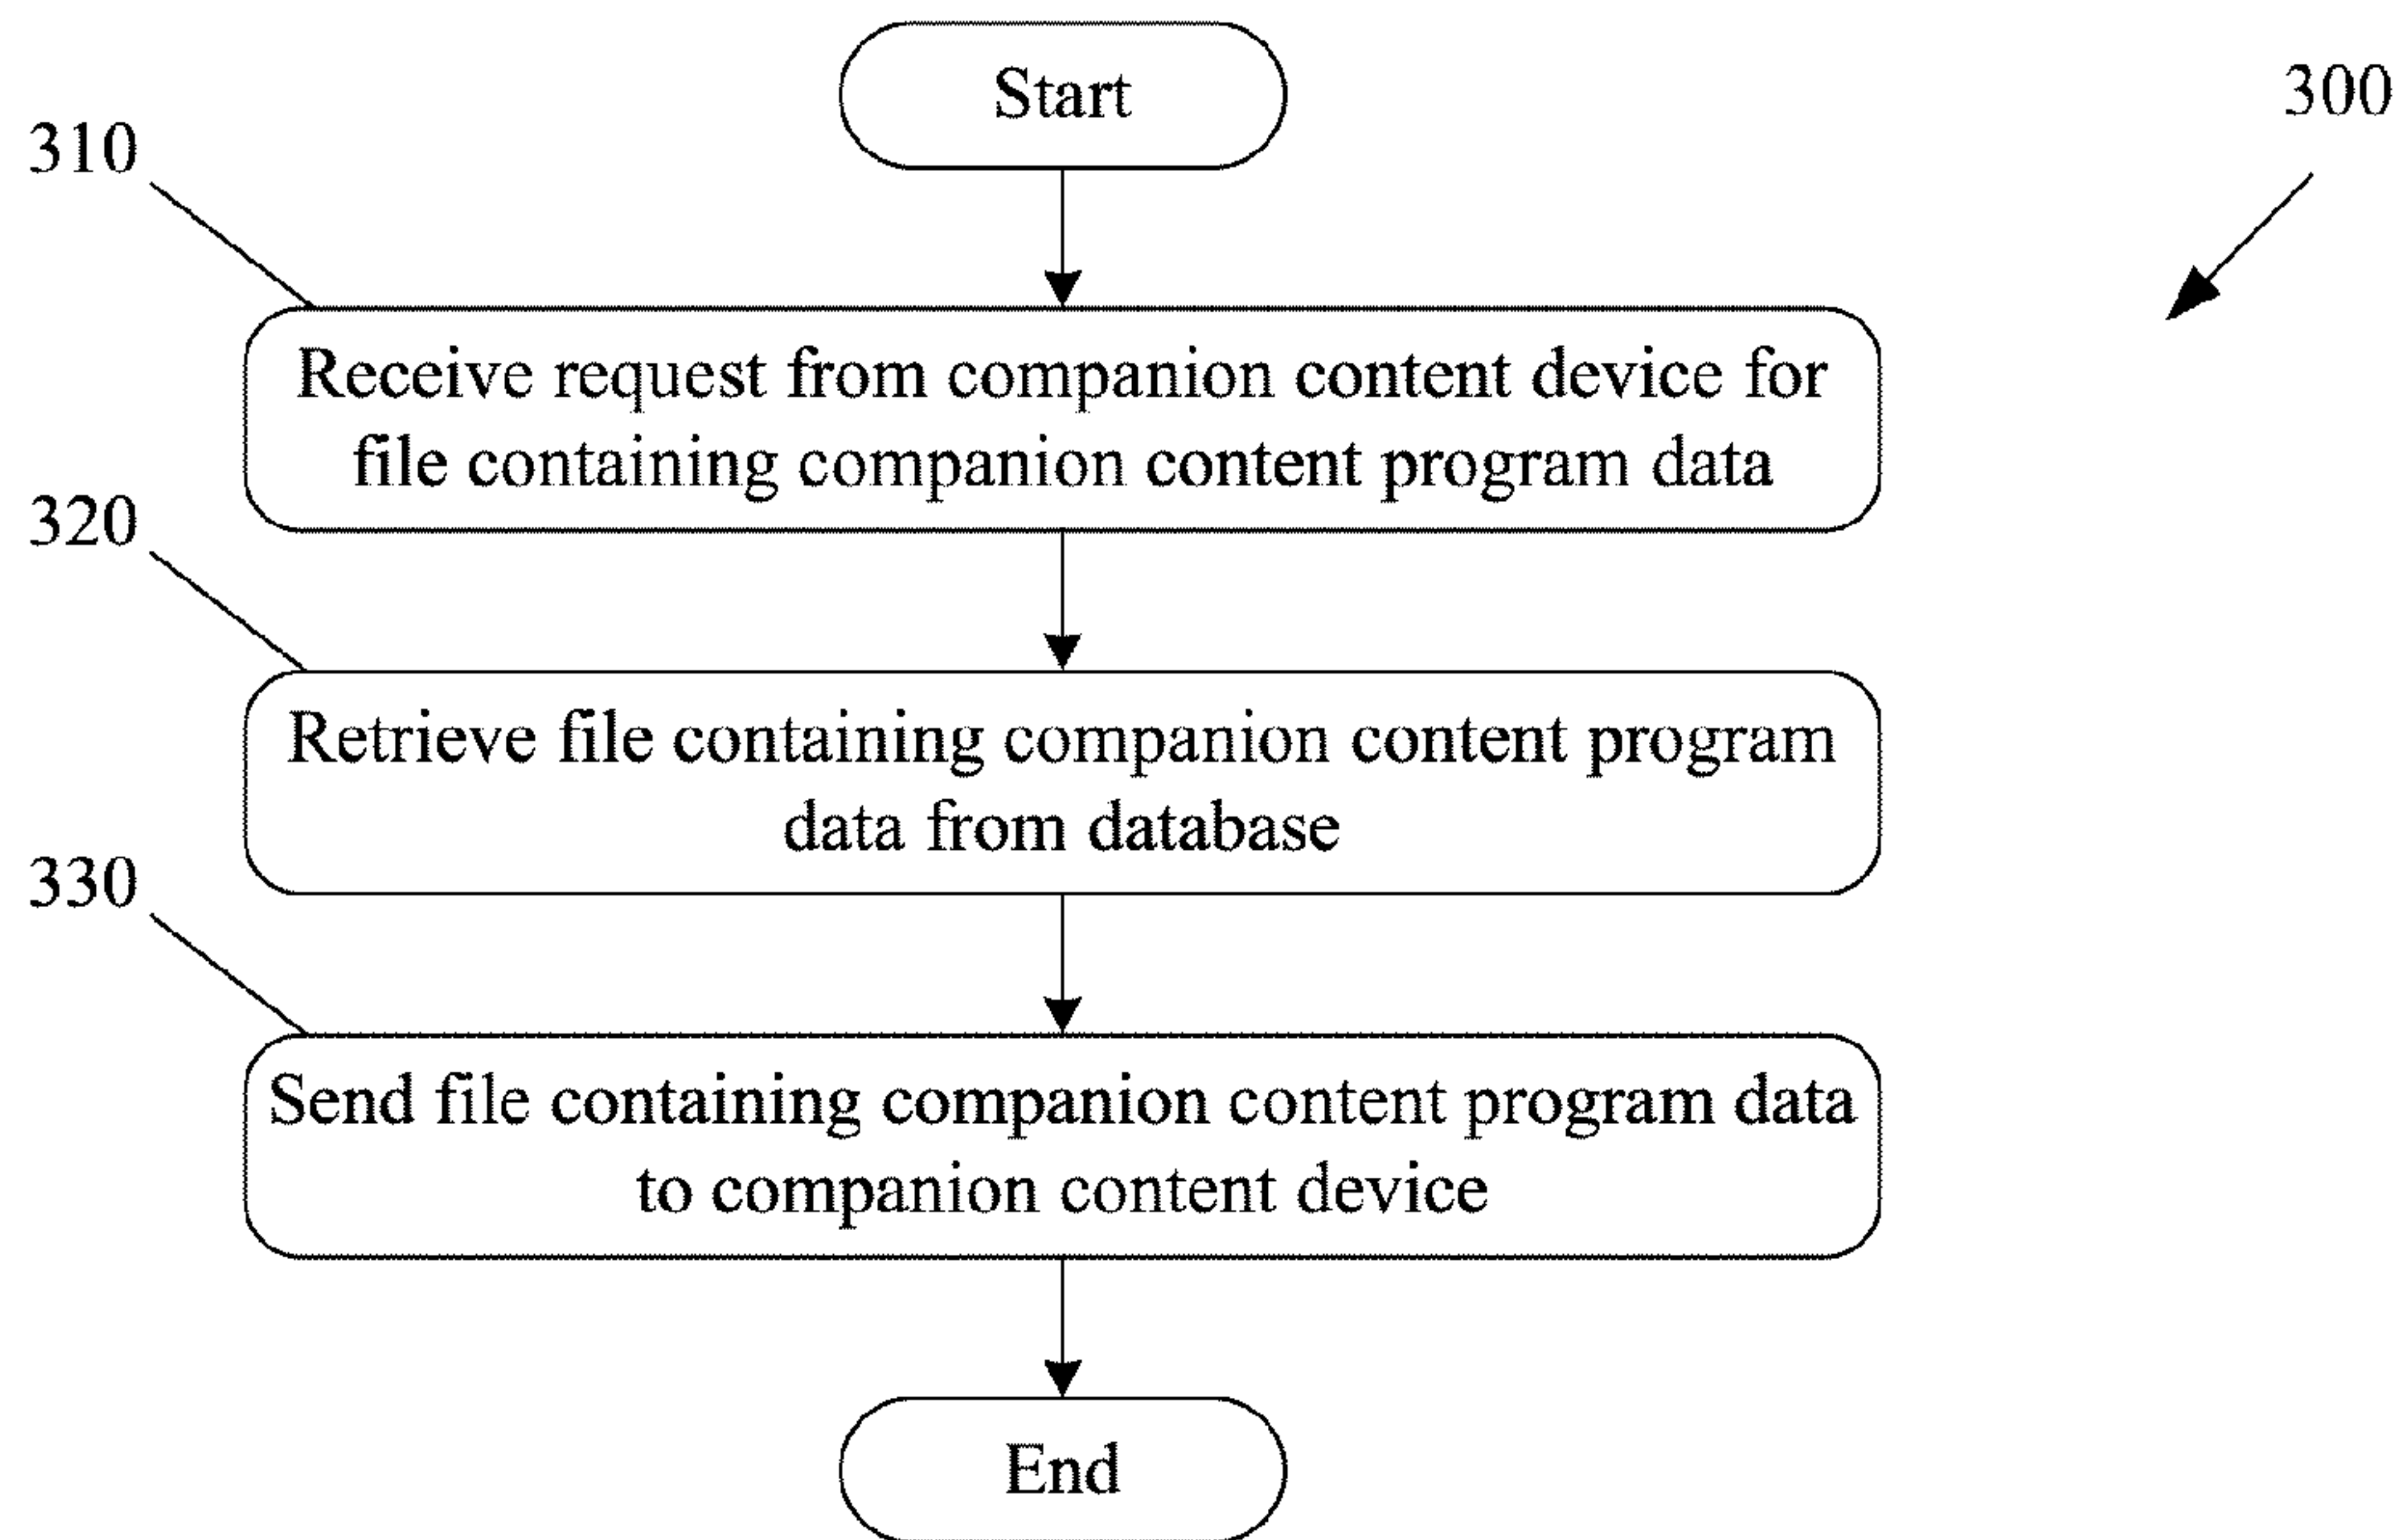 Start
300
310
Receive request from companion content device for
file containing companion content program data
320
Retrieve file containing companion content program
data from database
330
Send file containing companion content program data
to companion content device
End